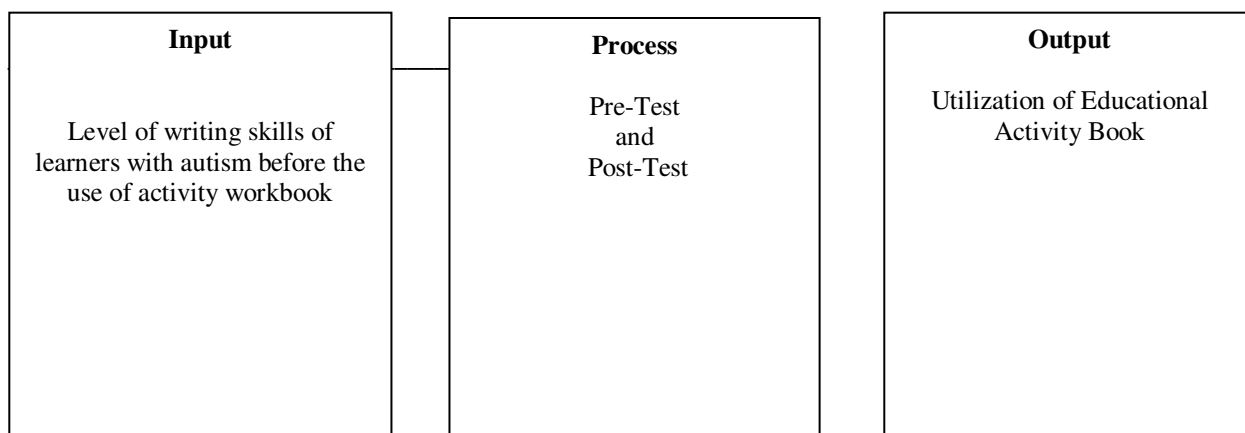 Input
Level of writing skills of
learners with autism before the
use of activity workbook
Process
Pre-Test
and
Post-Test
Output
Utilization of Educational
Activity Book